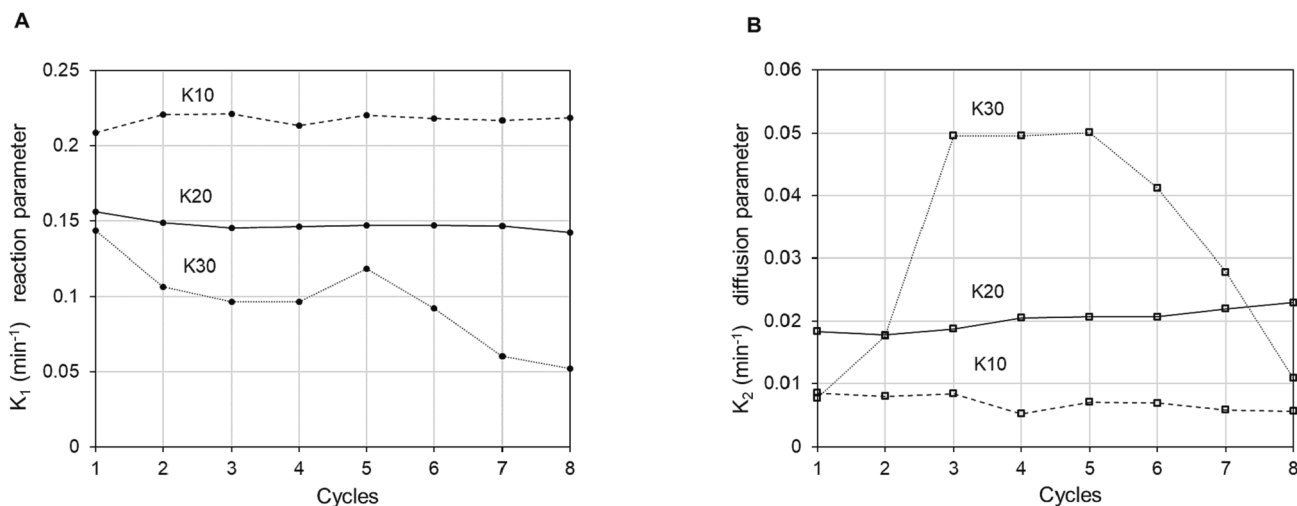 A
K₁ (min⁻¹) reaction parameter
0.25
0.2
0.15
0.1
0.05
0
K10
K20
K30
1 2 3 4 5 6 7 8
Cycles
B
K₂ (min⁻¹) diffusion parameter
0.06
0.05
0.04
0.03
0.02
0.01
0
K30
K20
K10
1 2 3 4 5 6 7 8
Cycles